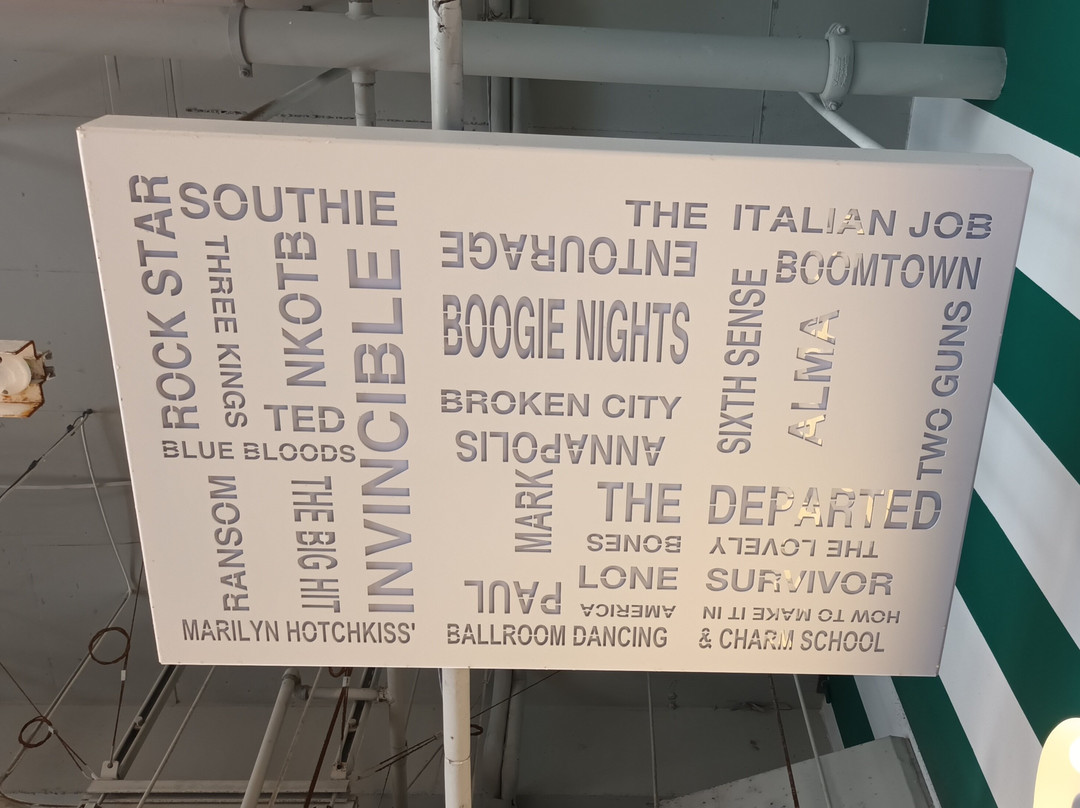 SOUTHIE
ROCK STAR
THREE KINGS
NKOTB
INVINCIBLE
TED
BLUE BLOODS
RANSOM
THE BIG HIT
THE ITALIAN JOB
ENTOURAGE
BOOMTOWN
BOOGIE NIGHTS
SIXTH SENSE
ALMA
TWO GUNS
BROKEN CITY
ANNAPOLIS
MARK
THE DEPARTED
THE LOVELY BONES
PAUL
LONE SURVIVOR
HOW TO MAKE IT IN AMERICA
MARILYN HOTCHKISS' BALLROOM DANCING & CHARM SCHOOL